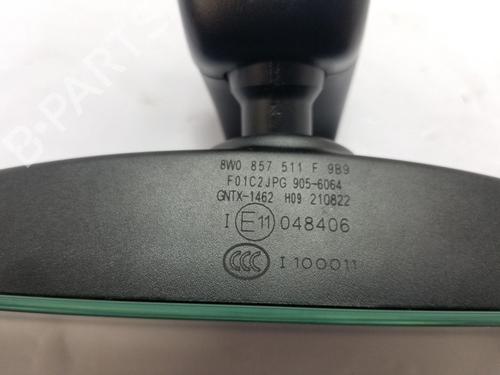 B-PARTS
8W0 857 511 F 9B9
F01C2JPG 905-6064
GNTX-1462 H09 210822
I E11 048406
CCC I 100011